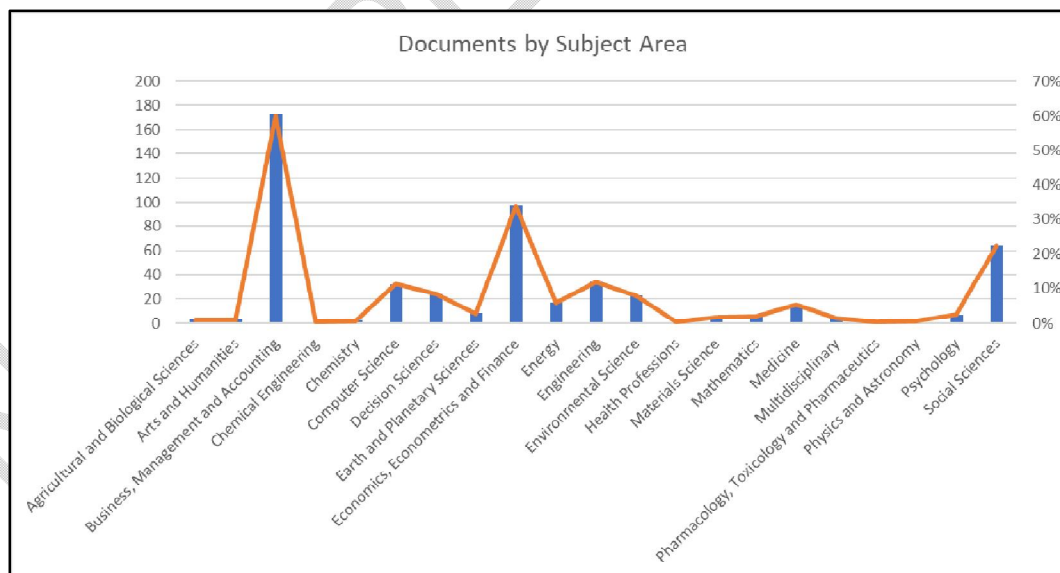 Documents by Subject Area
200
180
160
140
120
100
80
60
40
20
0
70%
60%
50%
40%
30%
20%
10%
0%
Agricultural and Biological Sciences
Arts and Humanities
Business, Management and Accounting
Chemical Engineering
Chemistry
Computer Science
Decision Sciences
Earth and Planetary Sciences
Economics, Econometrics and Finance
Energy
Engineering
Environmental Science
Health Professions
Materials Science
Mathematics
Medicine
Multidisciplinary
Pharmacology, Toxicology and Pharmaceutics
Physics and Astronomy
Psychology
Social Sciences